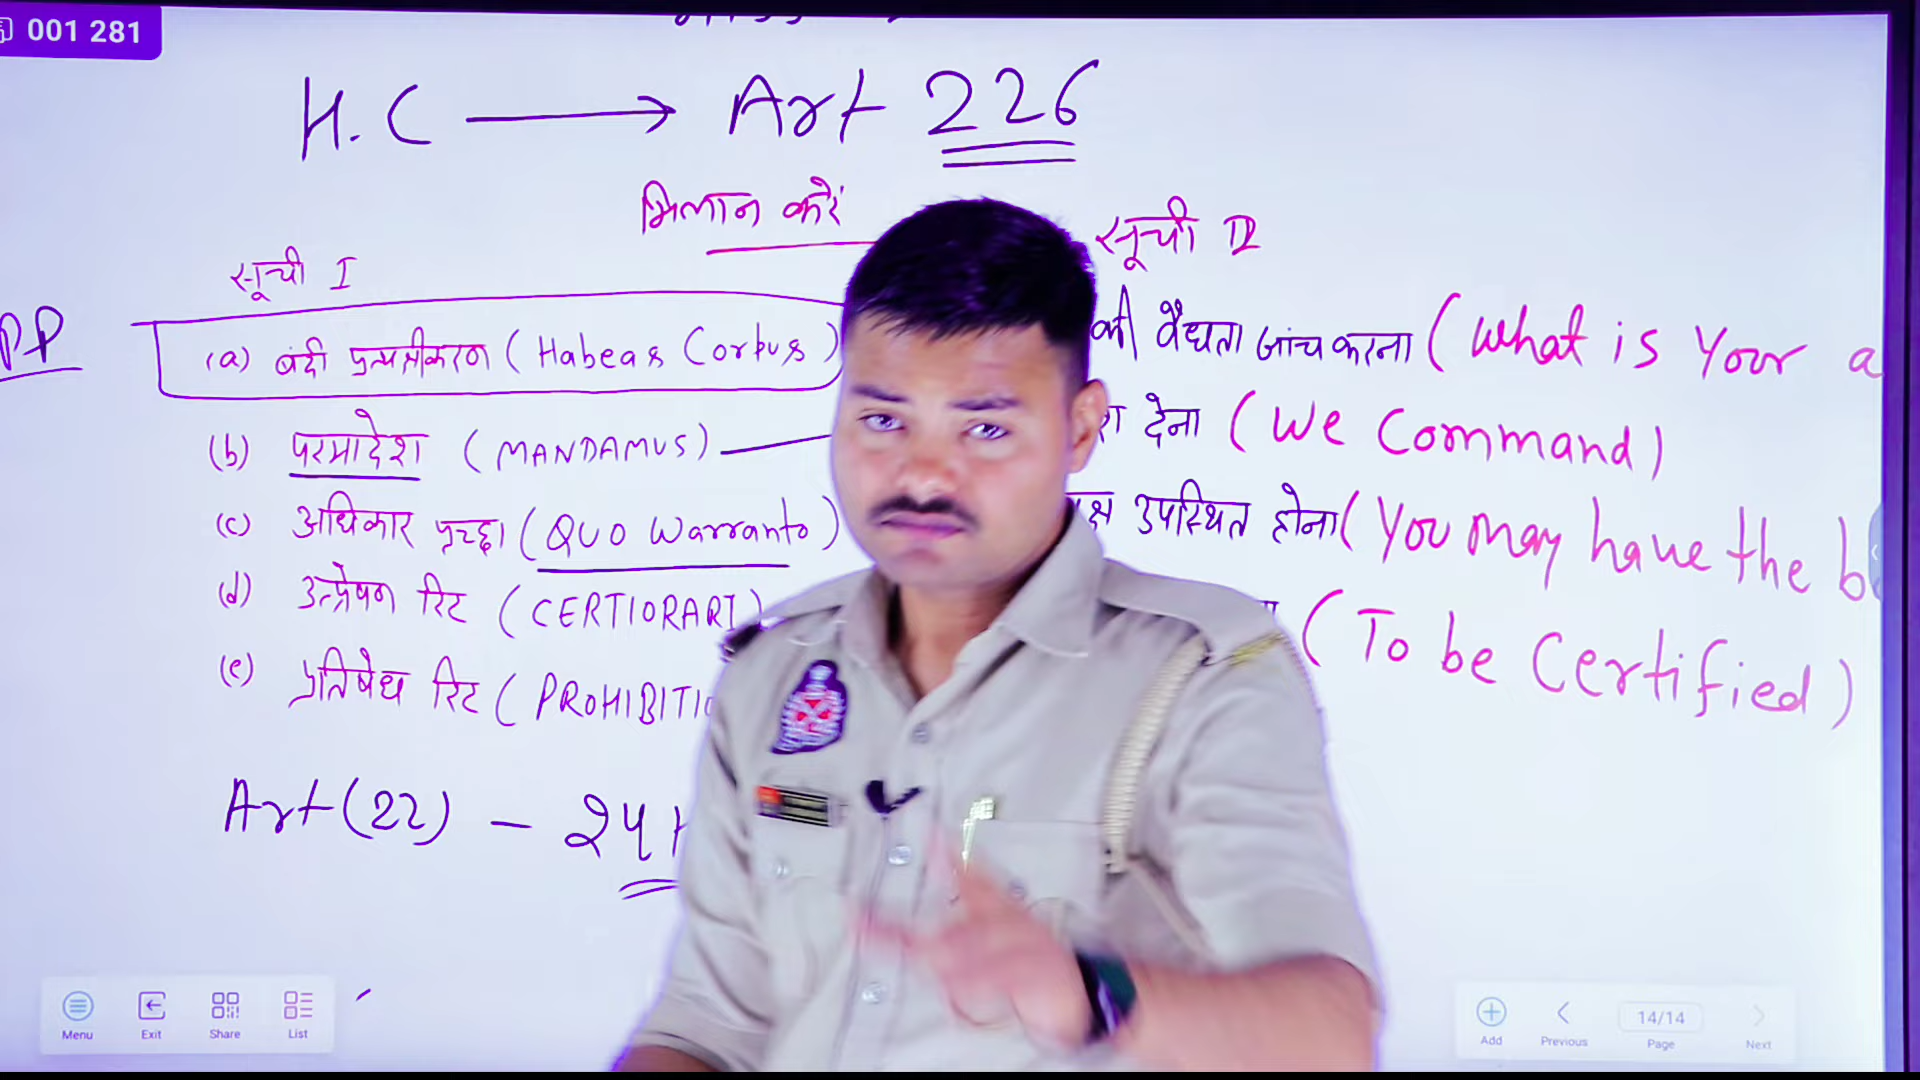 001 281
H.C → Art 226
मिलान करें
सूची I
सूची II
PP
(a) बंदी प्रत्यक्षीकरण (Habeas Corpus)
की वैधता जांच करना (What is Your a
(b) परमादेश (MANDAMUS)
देना (We Command)
(c) अधिकार पृच्छा (QUO Warranto)
उपस्थित होना (You may have the b
(d) उत्प्रेषण रिट (CERTIORARI)
(To be Certified)
(e) प्रतिषेध रिट (PROHIBITIO
Art (22) - 24 H
Menu Exit Share List
Add Previous 14/14 Page Next